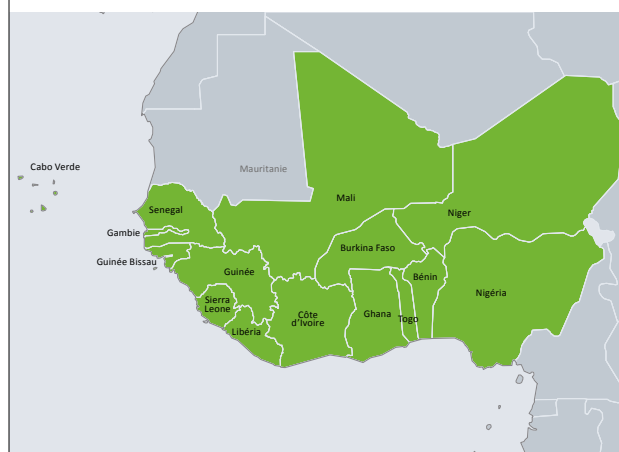 Cabo Verde
Mauritanie
Mali
Niger
Senegal
Gambie
Guinée Bissau
Burkina Faso
Guinée
Bénin
Nigéria
Sierra
Leone
Côte
d'Ivoire
Ghana
Togo
Libéria